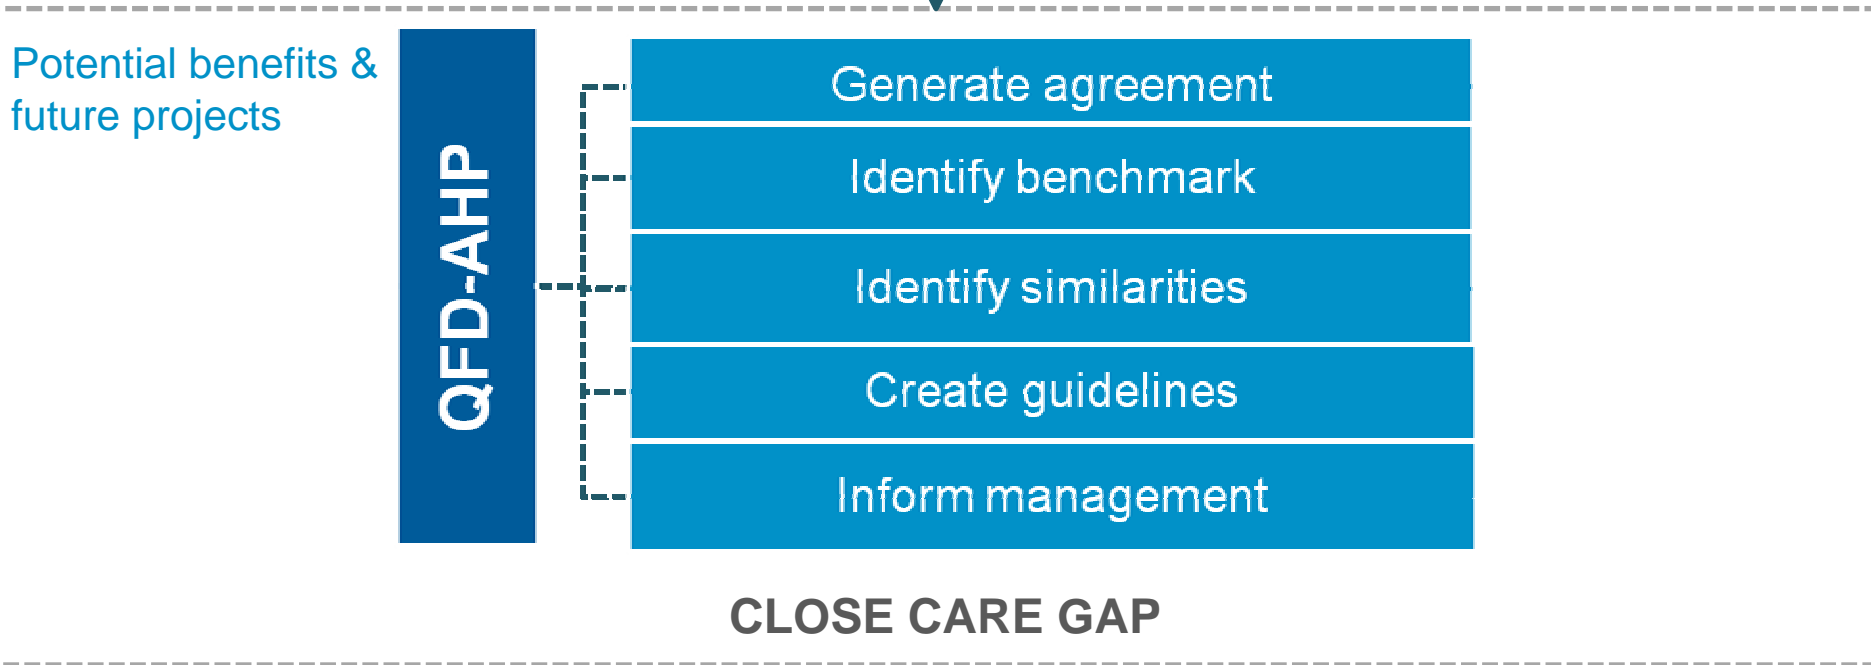 Potential benefits &
future projects
QFD-AHP
Generate agreement
Identify benchmark
Identify similarities
Create guidelines
Inform management
CLOSE CARE GAP